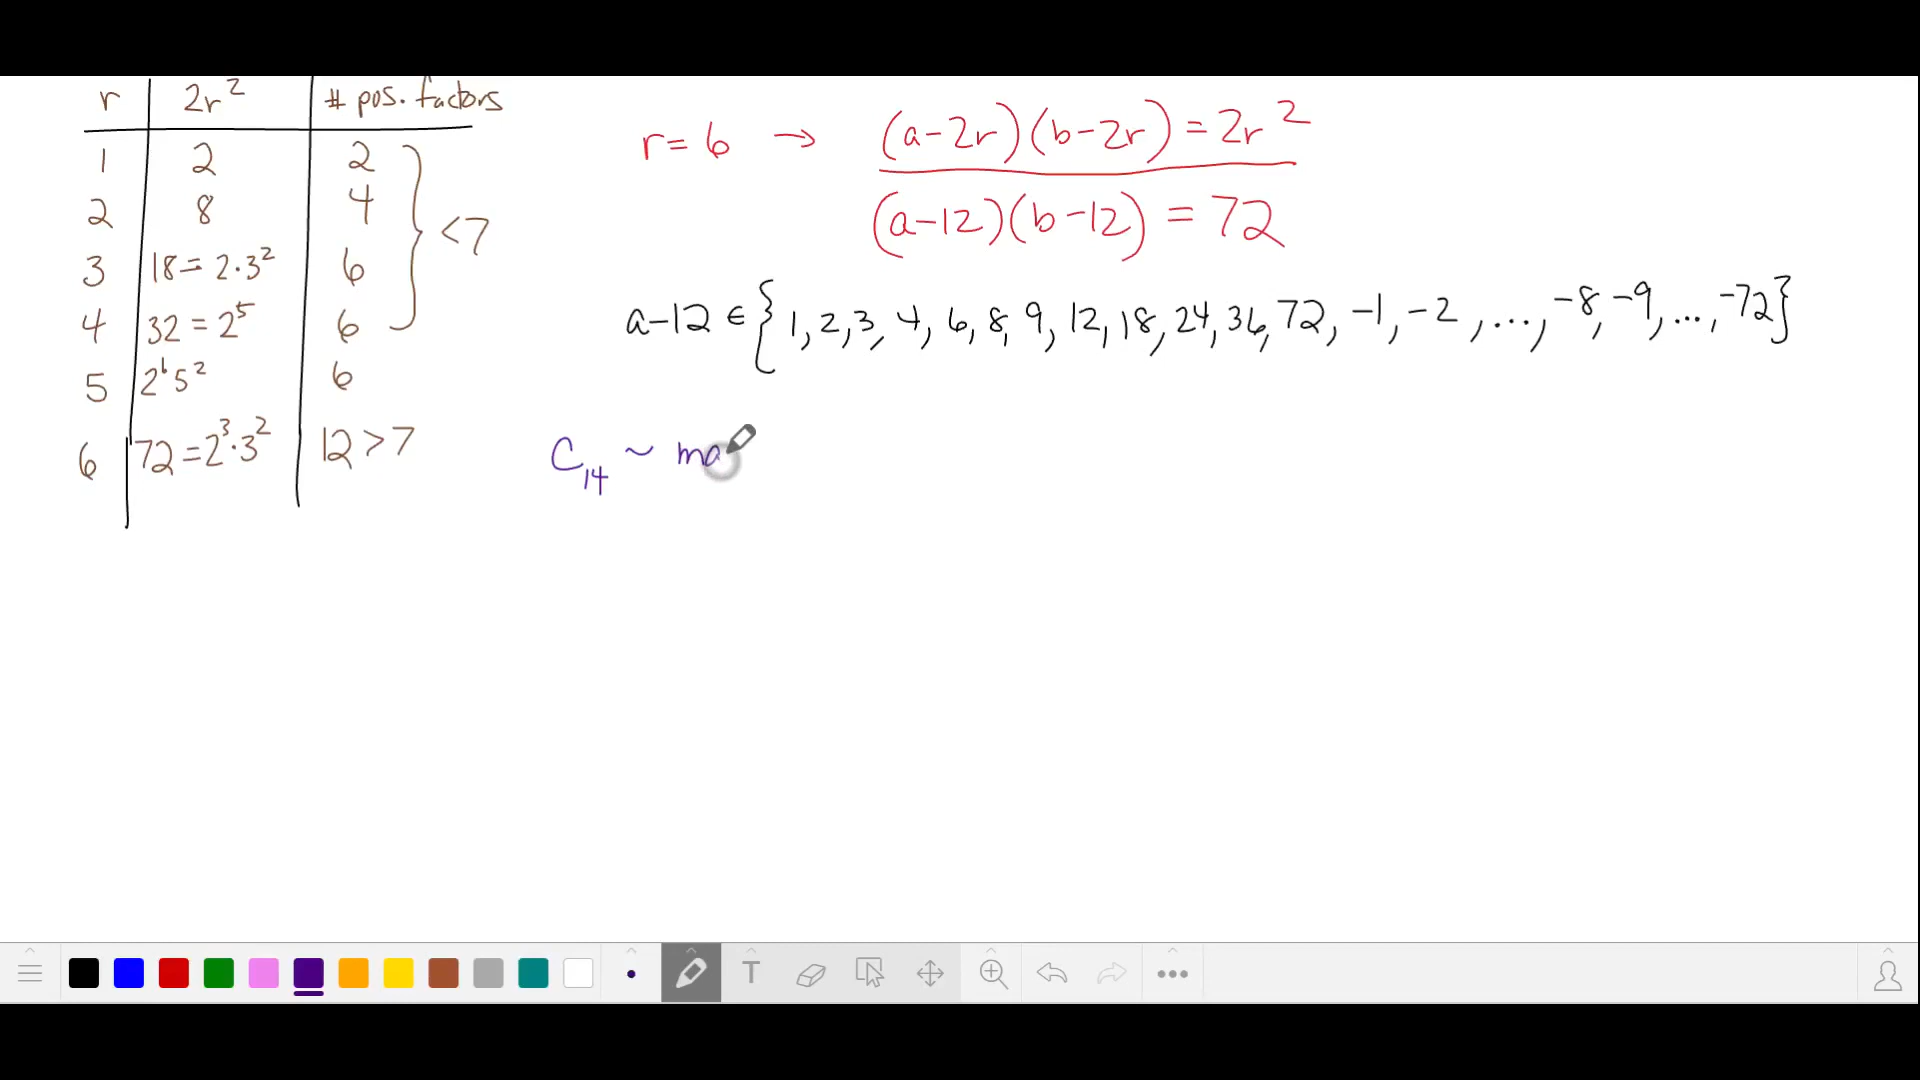 r 2r² # pos. factors
1 2 2
2 8 4
3 18 = 2·3² 6
4 32 = 2⁵ 6
} < 7
5 2⁶5² 6
6 72 = 2³·3² 12 > 7
r = 6 → (a-2r)(b-2r) = 2r²
(a-12)(b-12) = 72
a-12 ∈ {1, 2, 3, 4, 6, 8, 9, 12, 18, 24, 36, 72, -1, -2, ..., -8, -9, ..., -72}
C₁₄ ~ ma
T